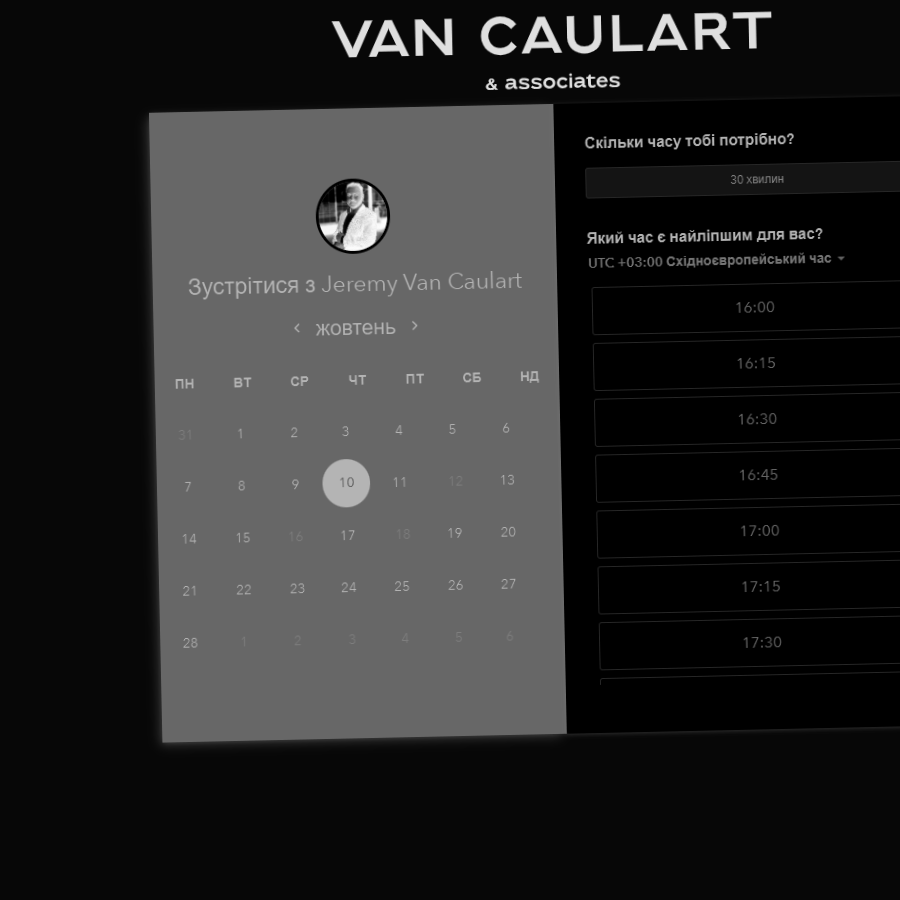 VAN CAULART
& associates
Зустрітися з Jeremy Van Caulart
жовтень
ПН ВТ СР ЧТ ПТ СБ НД
31 1 2 3 4 5 6
7 8 9 10 11 12 13
14 15 16 17 18 19 20
21 22 23 24 25 26 27
28 1 2 3 4 5 6
Скільки часу тобі потрібно?
30 хвилин
Який час є найліпшим для вас?
UTC +03:00 Східноєвропейський час
16:00
16:15
16:30
16:45
17:00
17:15
17:30